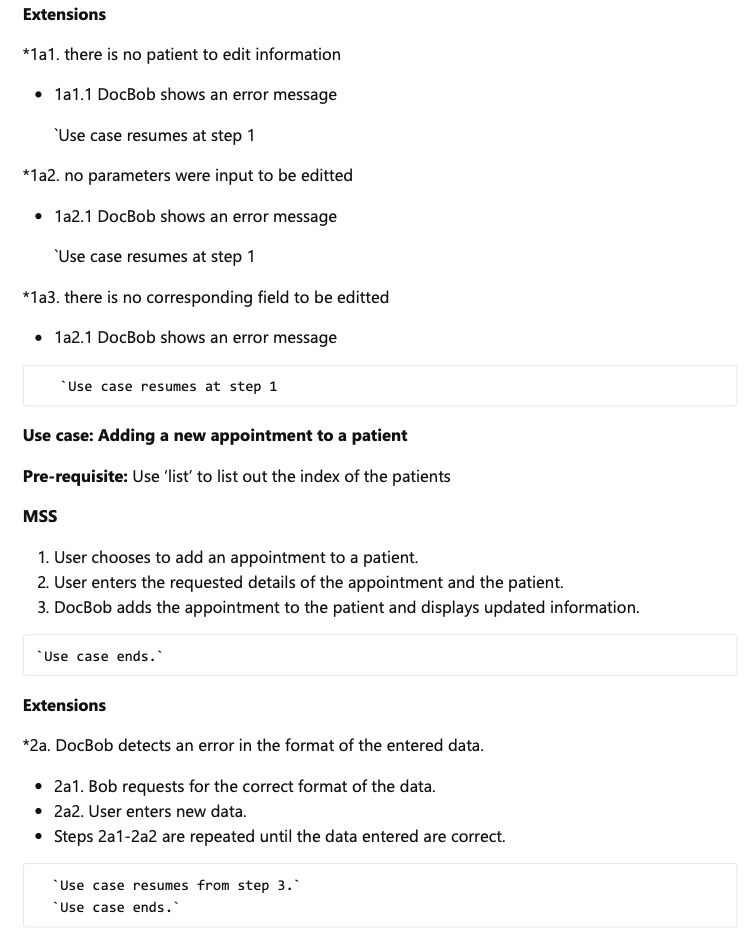 Extensions
*1a1. there is no patient to edit information
• 1a1.1 DocBob shows an error message
`Use case resumes at step 1
*1a2. no parameters were input to be editted
• 1a2.1 DocBob shows an error message
`Use case resumes at step 1
*1a3. there is no corresponding field to be editted
• 1a2.1 DocBob shows an error message
`Use case resumes at step 1
Use case: Adding a new appointment to a patient
Pre-requisite: Use ‘list’ to list out the index of the patients
MSS
1. User chooses to add an appointment to a patient.
2. User enters the requested details of the appointment and the patient.
3. DocBob adds the appointment to the patient and displays updated information.
`Use case ends.`
Extensions
*2a. DocBob detects an error in the format of the entered data.
• 2a1. Bob requests for the correct format of the data.
• 2a2. User enters new data.
• Steps 2a1-2a2 are repeated until the data entered are correct.
`Use case resumes from step 3.`
`Use case ends.`